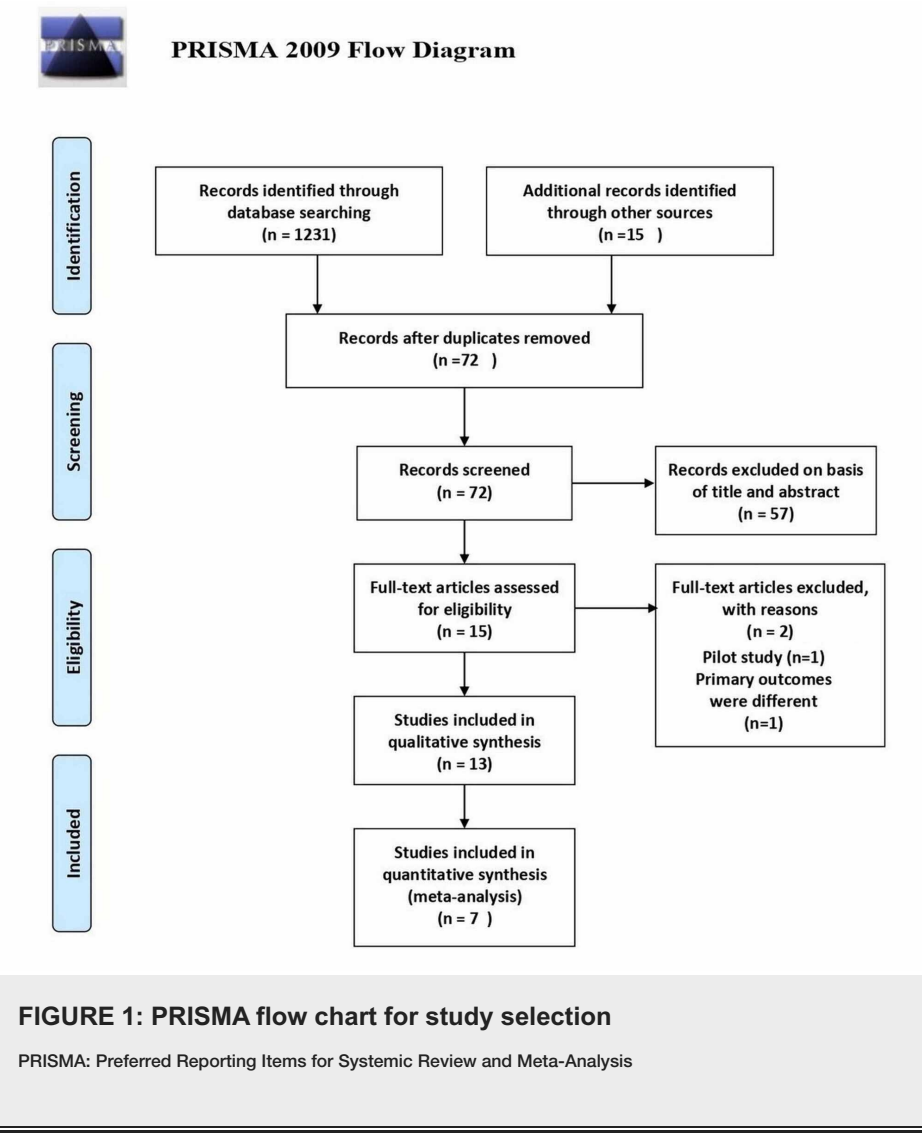 PRISMA
PRISMA 2009 Flow Diagram
Identification
Records identified through
database searching
(n = 1231)
Additional records identified
through other sources
(n =15   )
Records after duplicates removed
(n =72   )
Screening
Records screened
(n = 72)
Records excluded on basis
of title and abstract
(n = 57)
Eligibility
Full-text articles assessed
for eligibility
(n = 15)
Full-text articles excluded,
with reasons
(n = 2)
Pilot study (n=1)
Primary outcomes
were different
(n=1)
Studies included in
qualitative synthesis
(n = 13)
Included
Studies included in
quantitative synthesis
(meta-analysis)
(n = 7  )
FIGURE 1: PRISMA flow chart for study selection
PRISMA: Preferred Reporting Items for Systemic Review and Meta-Analysis